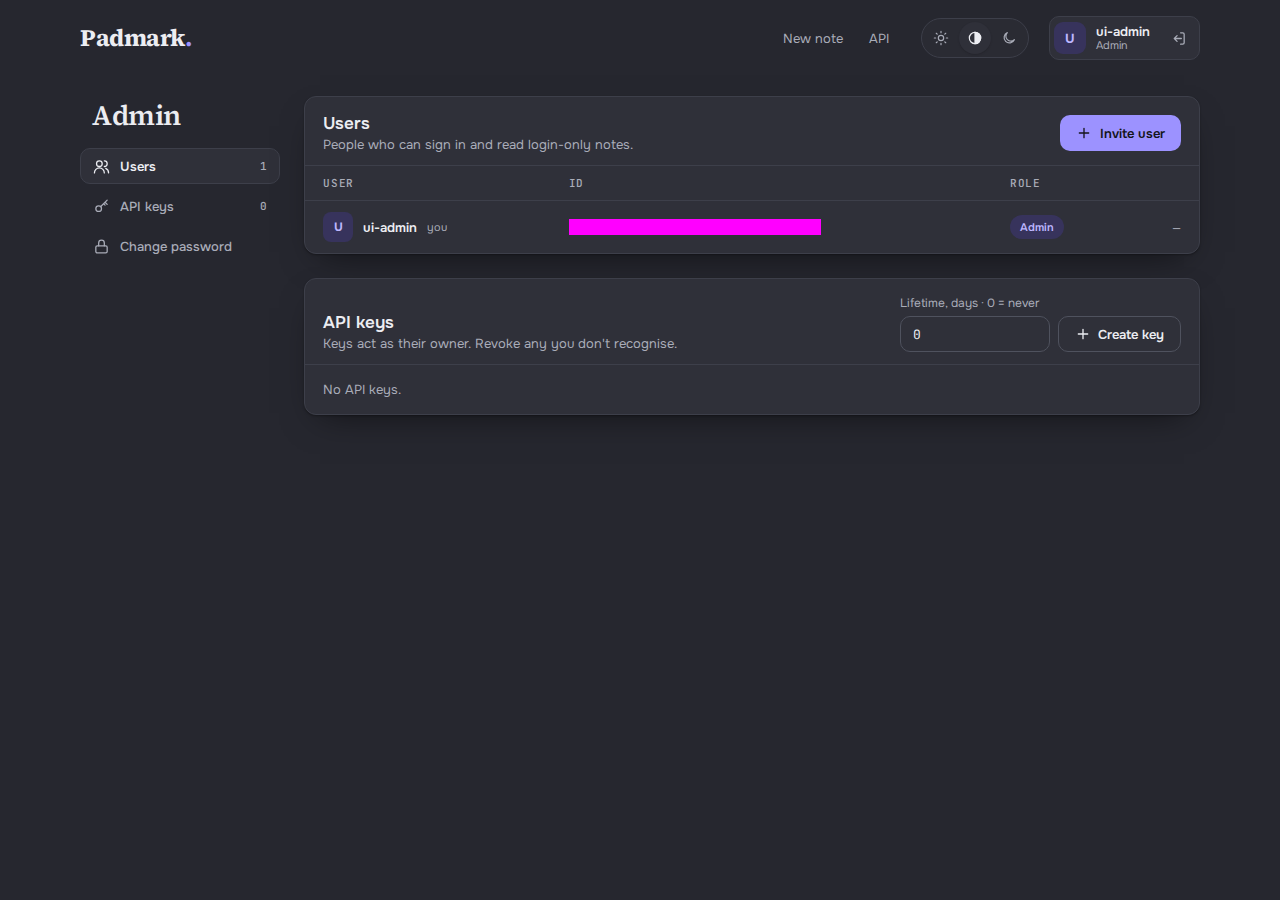 Padmark.
New note
API
U
ui-admin
Admin
Admin
Users 1
API keys 0
Change password
Users
People who can sign in and read login-only notes.
Invite user
USER ID ROLE
U ui-admin you Admin –
API keys
Keys act as their owner. Revoke any you don't recognise.
Lifetime, days · 0 = never
0
Create key
No API keys.